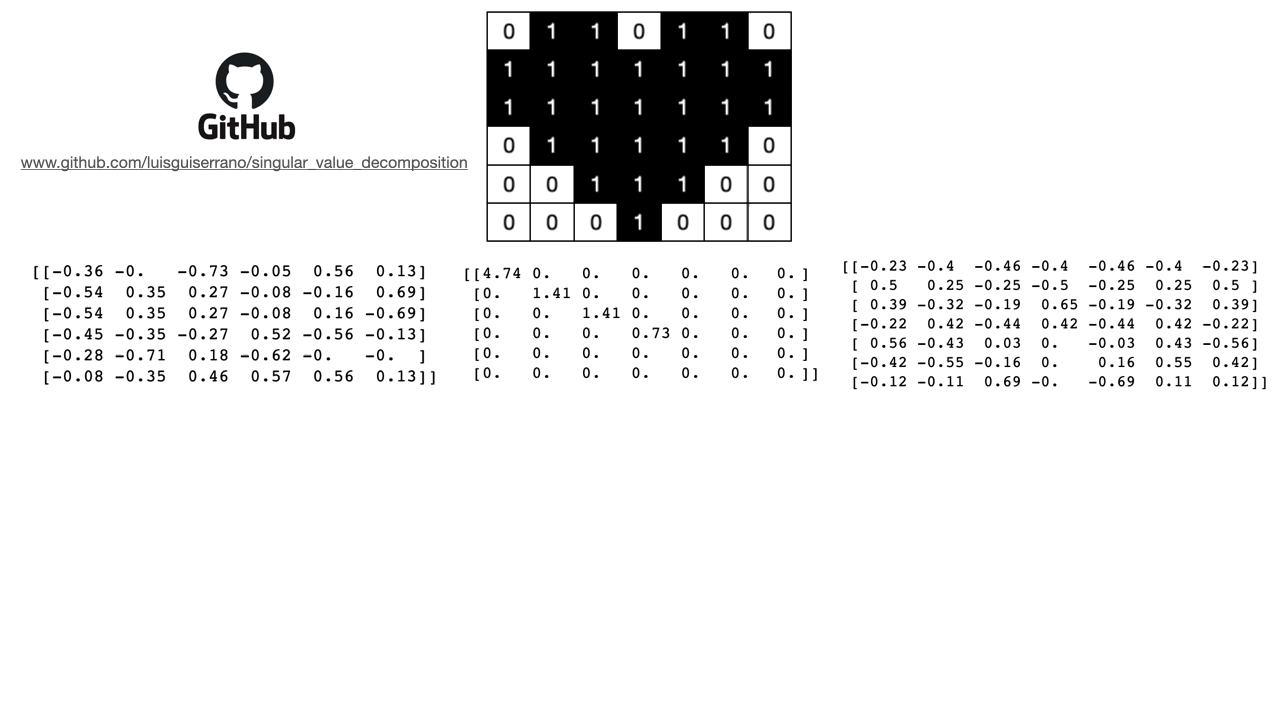 GitHub
www.github.com/luisguiserrano/singular_value_decomposition
0 1 1 0 1 1 0
1 1 1 1 1 1 1
1 1 1 1 1 1 1
0 1 1 1 1 1 0
0 0 1 1 1 0 0
0 0 0 1 0 0 0
[[-0.36 -0. -0.73 -0.05 0.56 0.13]
[-0.54 0.35 0.27 -0.08 -0.16 0.69]
[-0.54 0.35 0.27 -0.08 0.16 -0.69]
[-0.45 -0.35 -0.27 0.52 -0.56 -0.13]
[-0.28 -0.71 0.18 -0.62 -0. -0. ]
[-0.08 -0.35 0.46 0.57 0.56 0.13]]
[[4.74 0. 0. 0. 0. 0. 0. ]
[0. 1.41 0. 0. 0. 0. 0. ]
[0. 0. 1.41 0. 0. 0. 0. ]
[0. 0. 0. 0.73 0. 0. 0. ]
[0. 0. 0. 0. 0. 0. 0. ]
[0. 0. 0. 0. 0. 0. 0. ]]
[[-0.23 -0.4 -0.46 -0.4 -0.46 -0.4 -0.23]
[ 0.5 0.25 -0.25 -0.5 -0.25 0.25 0.5 ]
[ 0.39 -0.32 -0.19 0.65 -0.19 -0.32 0.39]
[-0.22 0.42 -0.44 0.42 -0.44 0.42 -0.22]
[ 0.56 -0.43 0.03 0. -0.03 0.43 -0.56]
[-0.42 -0.55 -0.16 0. 0.16 0.55 0.42]
[-0.12 -0.11 0.69 -0. -0.69 0.11 0.12]]